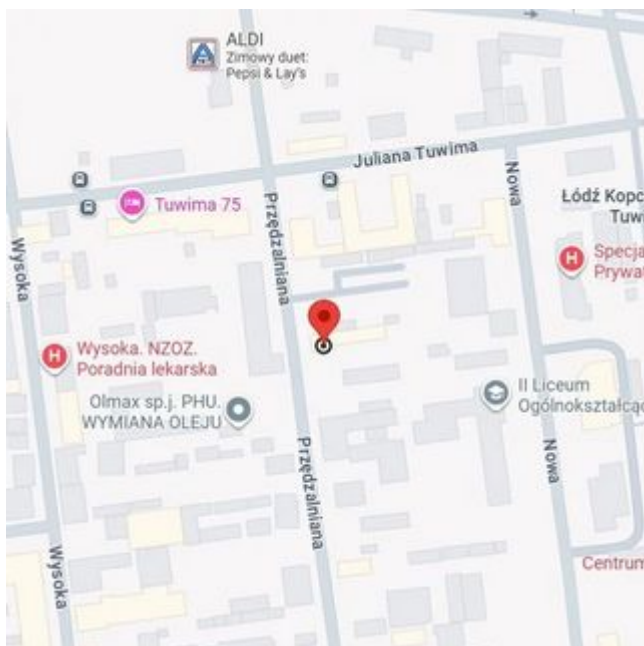 ALDI
Zimowy duet:
Pepsi & Lay's
Juliana Tuwima
Tuwima 75
Przędzalniana
Nowa
Łódź Kopc
Tuw
Wysoka
Specja
Prywat
Wysoka. NZOZ.
Poradnia lekarska
Olmax sp.j. PHU.
WYMIANA OLEJU
II Liceum
Ogólnokształcąc
Przędzalniana
Nowa
Wysoka
Centrum